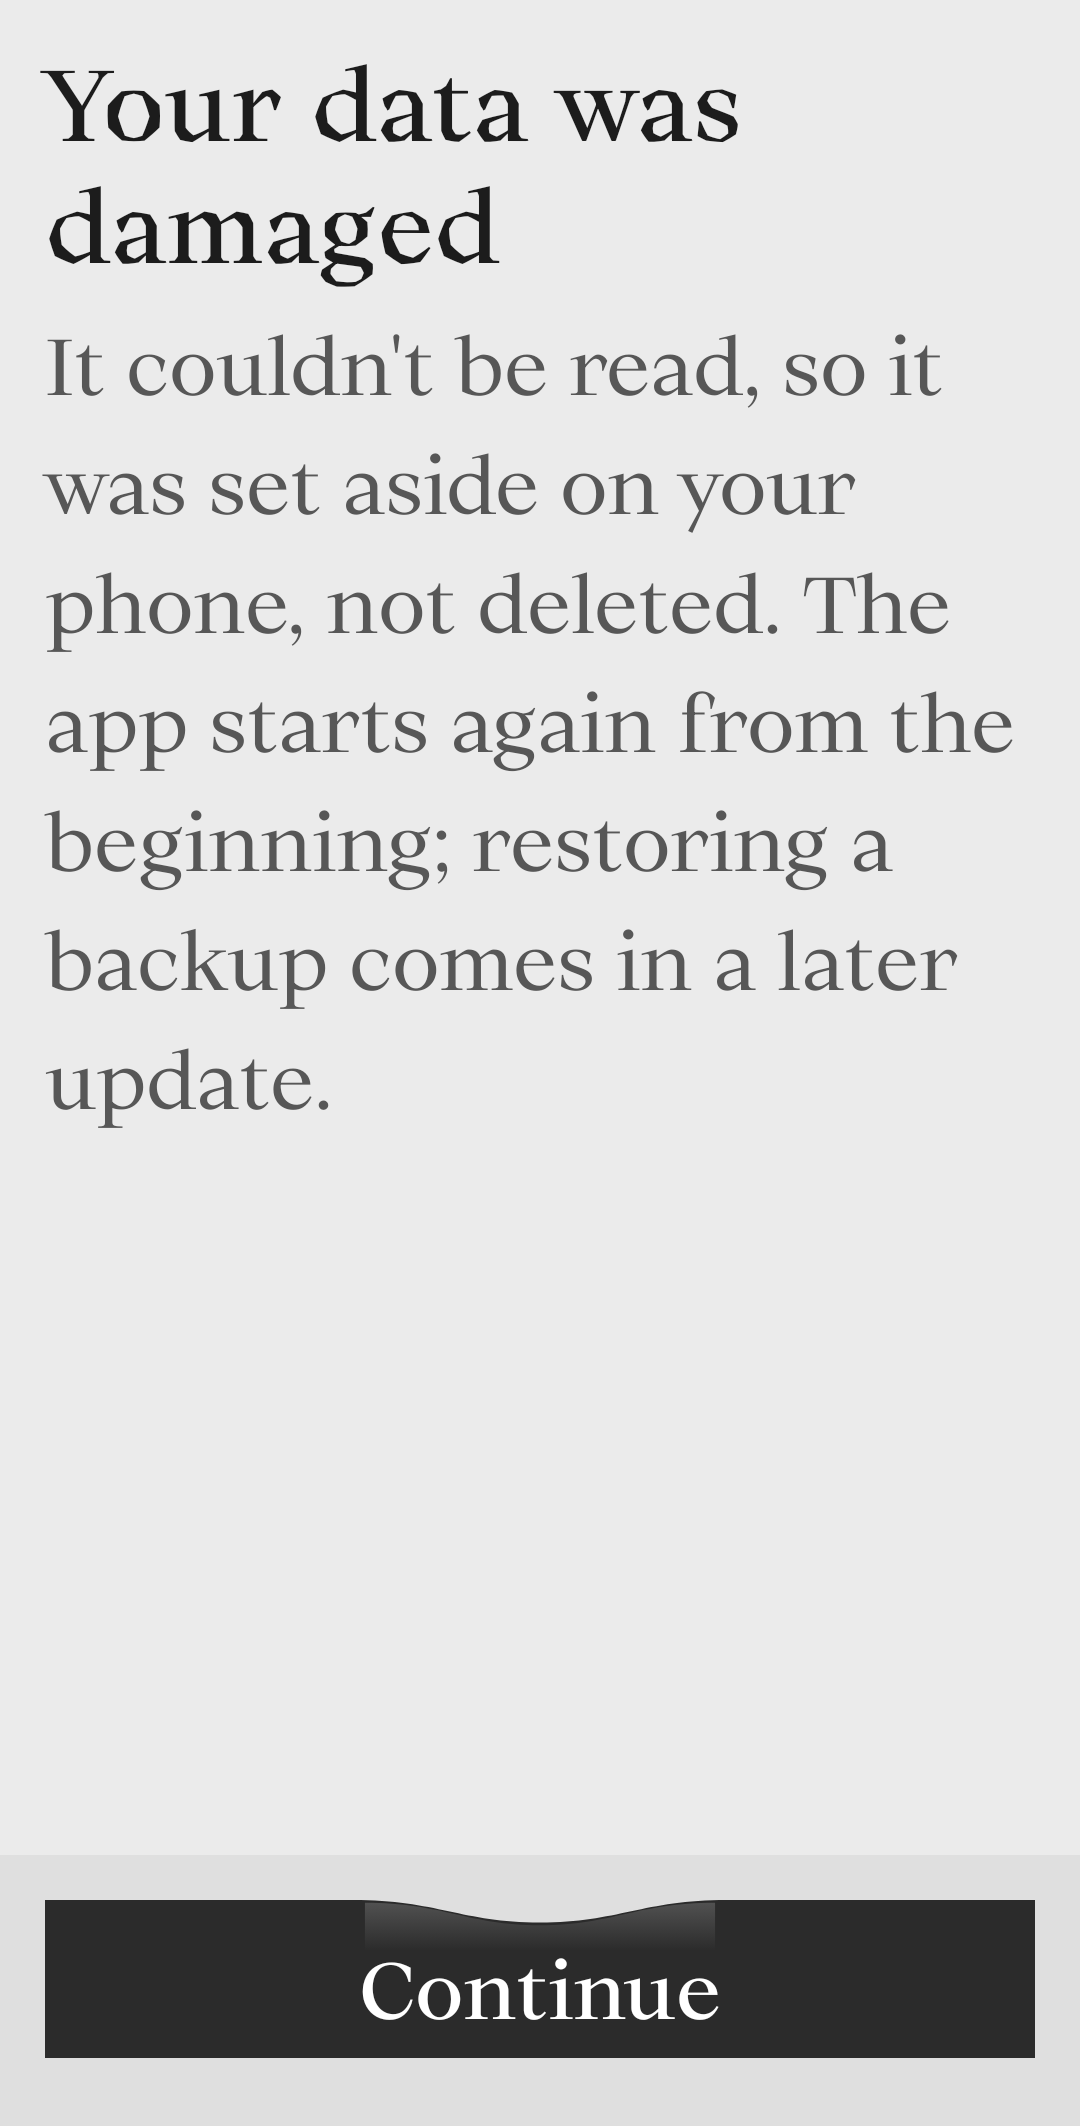 Your data was
damaged
It couldn't be read, so it
was set aside on your
phone, not deleted. The
app starts again from the
beginning; restoring a
backup comes in a later
update.
Continue